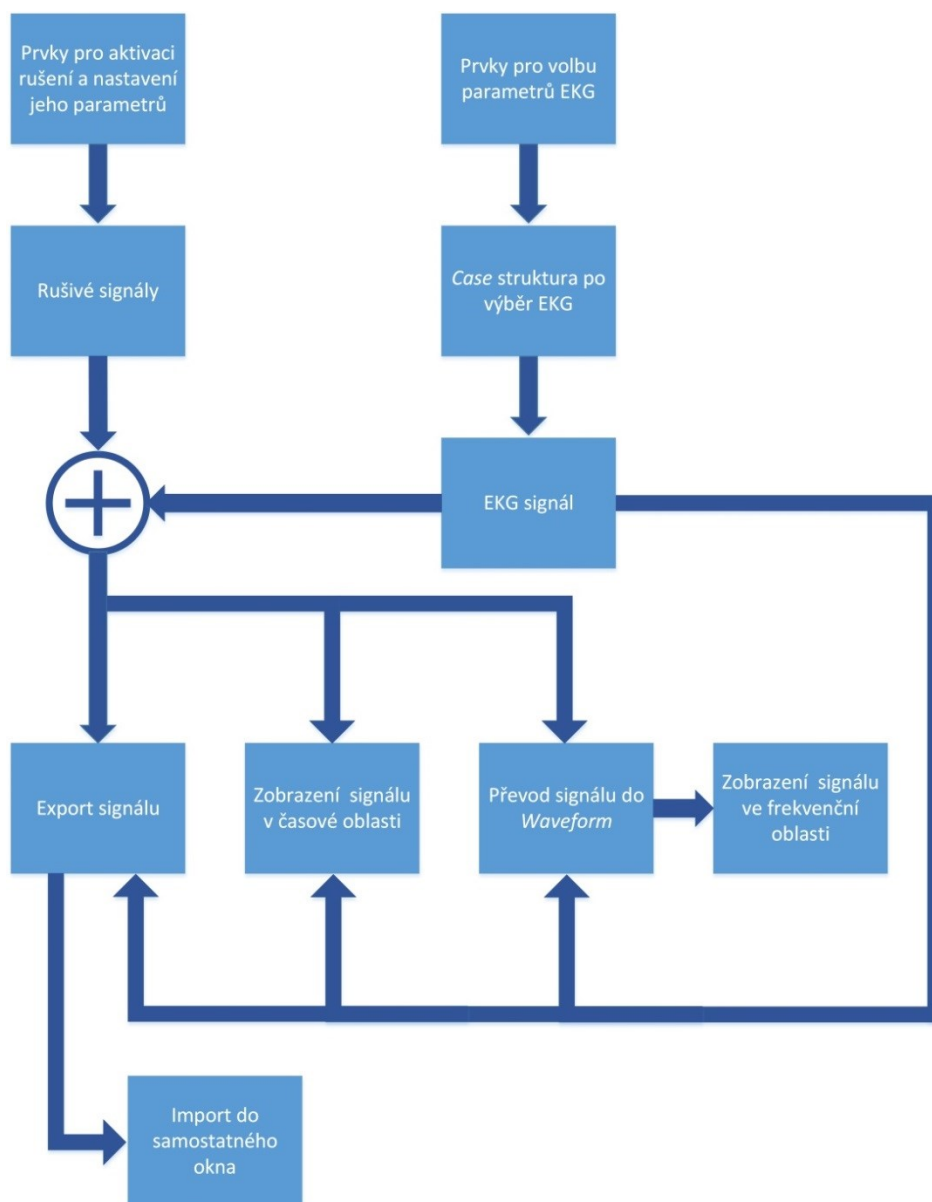 Prvky pro aktivaci
rušení a nastavení
jeho parametrů
Prvky pro volbu
parametrů EKG
Rušivé signály
Case struktura po
výběr EKG
EKG signál
Export signálu
Zobrazení signálu
v časové oblasti
Převod signálu do
Waveform
Zobrazení signálu
ve frekvenční
oblasti
Import do
samostatného
okna